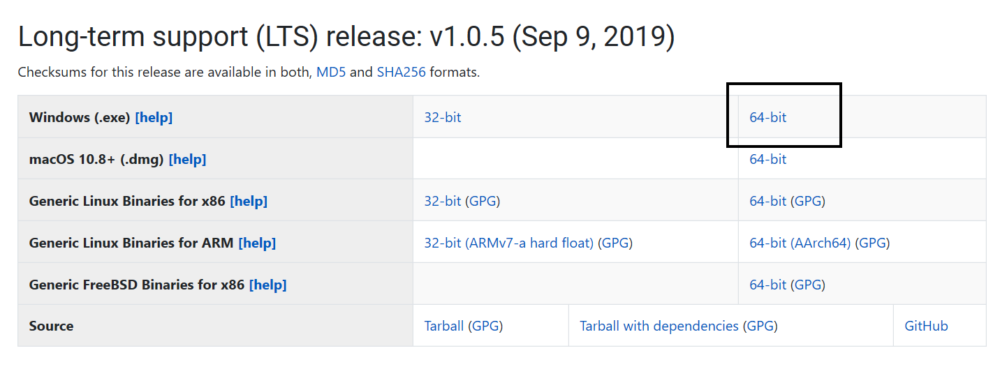 Long-term support (LTS) release: v1.0.5 (Sep 9, 2019)
Checksums for this release are available in both, MD5 and SHA256 formats.
Windows (.exe) [help] 32-bit 64-bit
macOS 10.8+ (.dmg) [help] 64-bit
Generic Linux Binaries for x86 [help] 32-bit (GPG) 64-bit (GPG)
Generic Linux Binaries for ARM [help] 32-bit (ARMv7-a hard float) (GPG) 64-bit (AArch64) (GPG)
Generic FreeBSD Binaries for x86 [help] 64-bit (GPG)
Source Tarball (GPG) Tarball with dependencies (GPG) GitHub